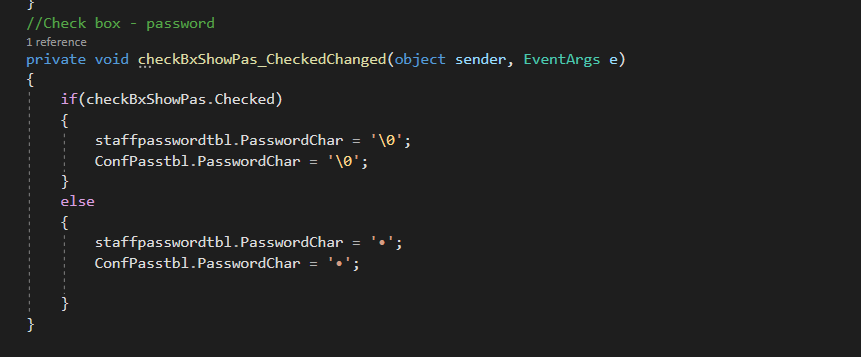 }
//Check box - password
1 reference
private void checkBxShowPas_CheckedChanged(object sender, EventArgs e)
{
if(checkBxShowPas.Checked)
{
staffpasswordtbl.PasswordChar = '\0';
ConfPasstbl.PasswordChar = '\0';
}
else
{
staffpasswordtbl.PasswordChar = '•';
ConfPasstbl.PasswordChar = '•';
}
}